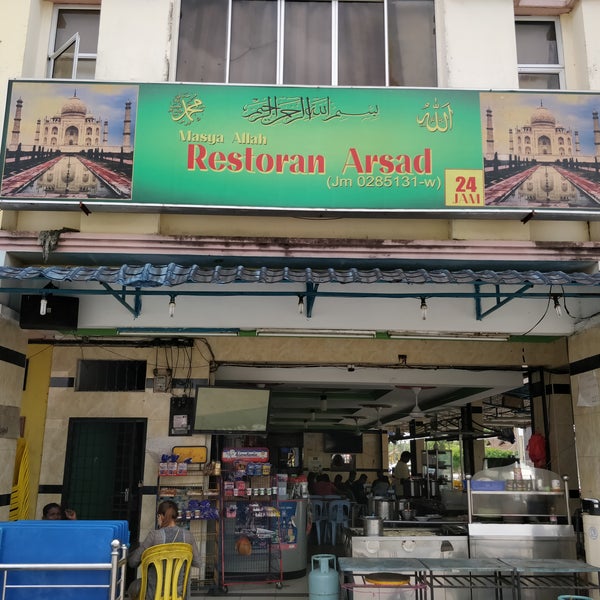 محمد
بسم الله الرحمن الرحيم
الله
Masya Allah
Restoran Arsad
(Jm 0285131-w)
24
JAM